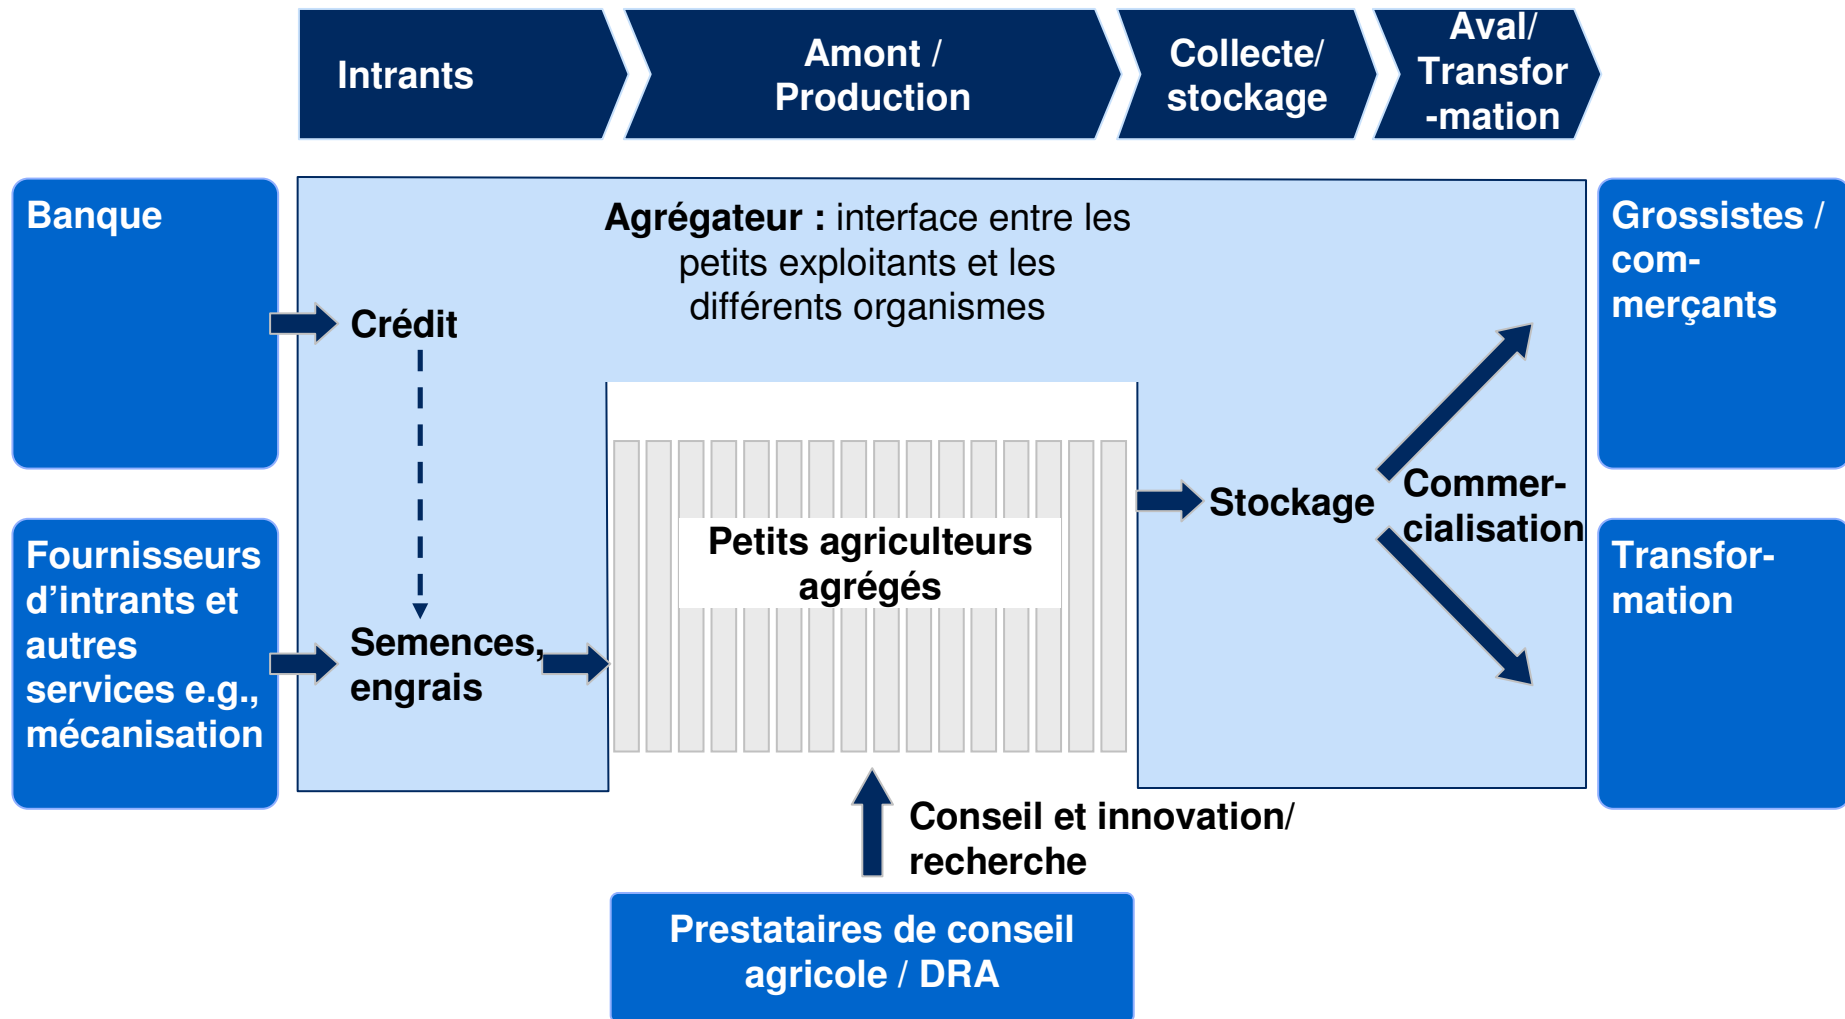 Intrants
Amont /
Production
Collecte/
stockage
Aval/
Transfor
-mation
Banque
Agrégateur : interface entre les
petits exploitants et les
différents organismes
Grossistes /
com-
merçants
Crédit
Fournisseurs
d’intrants et
autres
services e.g.,
mécanisation
Semences,
engrais
Petits agriculteurs
agrégés
Stockage
Commer-
cialisation
Transfor-
mation
Conseil et innovation/
recherche
Prestataires de conseil
agricole / DRA